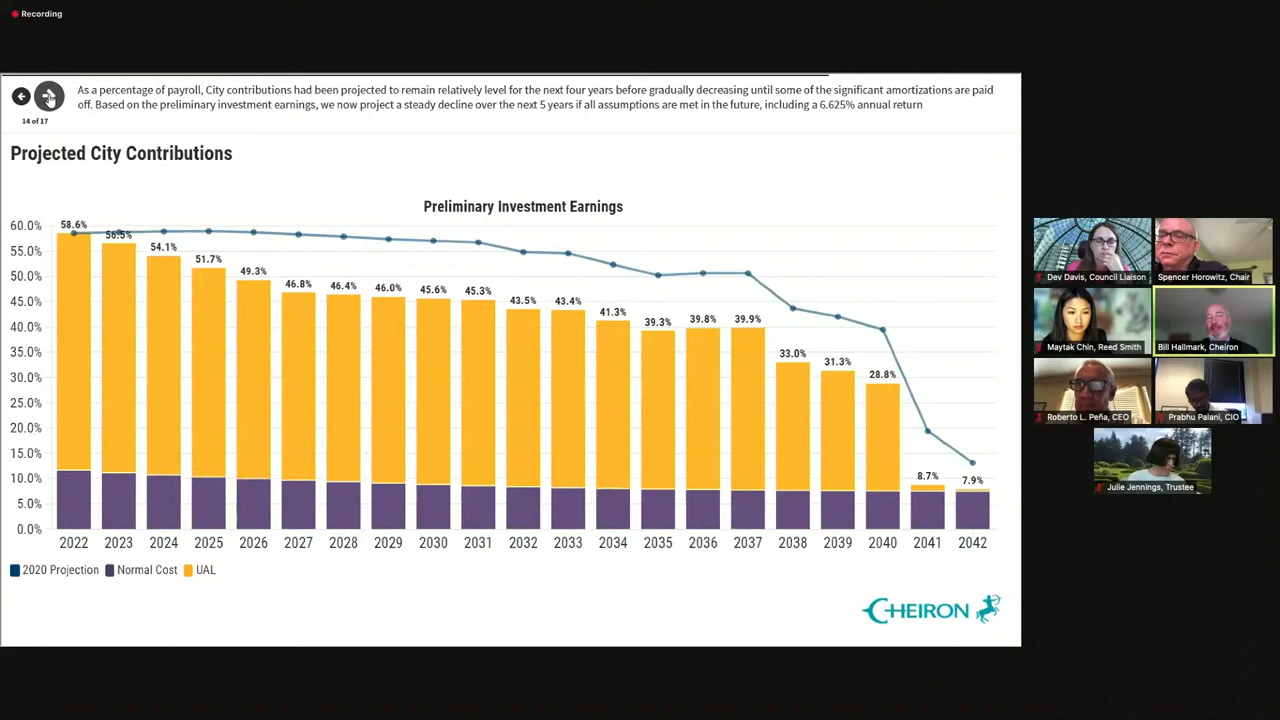 Recording
As a percentage of payroll, City contributions had been projected to remain relatively level for the next four years before gradually decreasing until some of the significant amortizations are paid
off. Based on the preliminary investment earnings, we now project a steady decline over the next 5 years if all assumptions are met in the future, including a 6.625% annual return
14 of 17
Projected City Contributions
Preliminary Investment Earnings
60.0%
55.0%
50.0%
45.0%
40.0%
35.0%
30.0%
25.0%
20.0%
15.0%
10.0%
5.0%
0.0%
58.6%
56.5%
54.1%
51.7%
49.3%
46.8%
46.4%
46.0%
45.6%
45.3%
43.5%
43.4%
41.3%
39.3%
39.8%
39.9%
33.0%
31.3%
28.8%
8.7%
7.9%
2022 2023 2024 2025 2026 2027 2028 2029 2030 2031 2032 2033 2034 2035 2036 2037 2038 2039 2040 2041 2042
2020 Projection Normal Cost UAL
CHEIRON
Dev Davis, Council Liaison
Spencer Horowitz, Chair
Maytak Chin, Reed Smith
Bill Hallmark, Cheiron
Roberto L. Peña, CEO
Prabhu Palani, CIO
Julie Jennings, Trustee